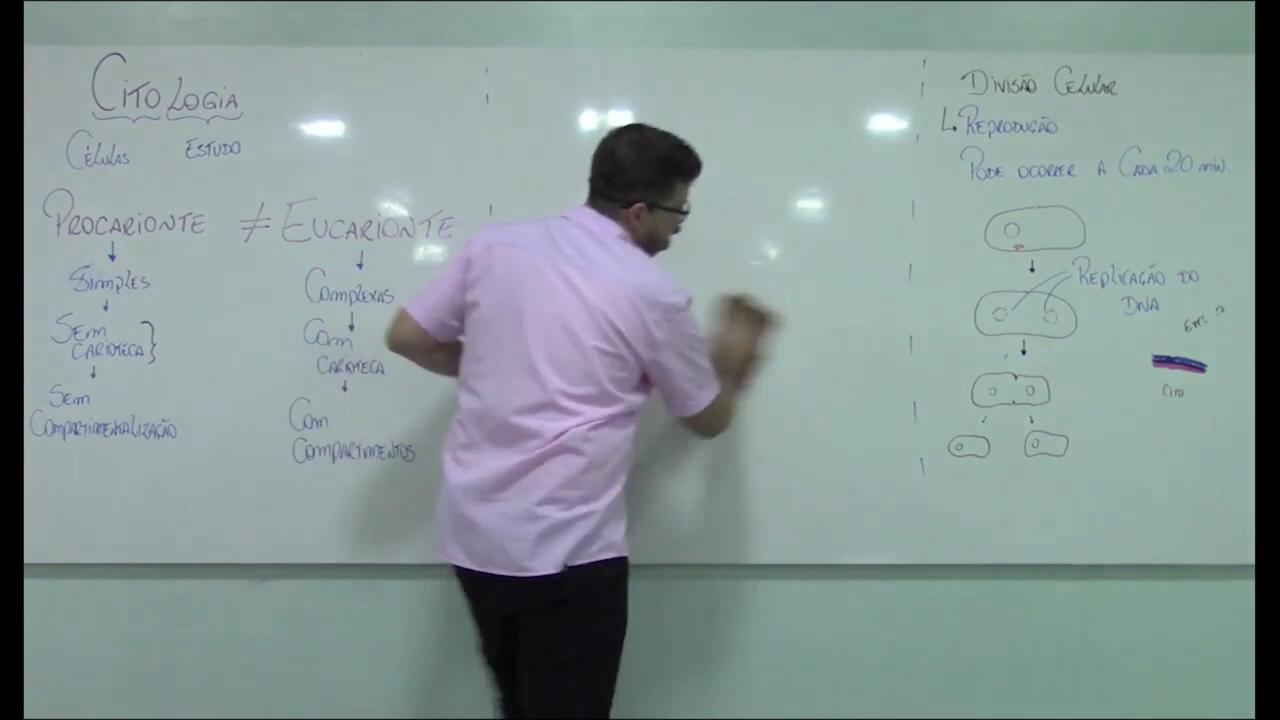 CITOLOGIA
CÉLULAS ESTUDO
PROCARIONTE ≠ EUCARIONTE
SIMPLES
SEM
CARIOTECA
SEM
COMPARTIMENTALIZAÇÃO
COMPLEXAS
COM
CARIOTECA
COM
COMPARTIMENTOS
DIVISÃO CELULAR
REPRODUÇÃO
PODE OCORRER A CADA 20 MIN.
REPLICAÇÃO DO
DNA